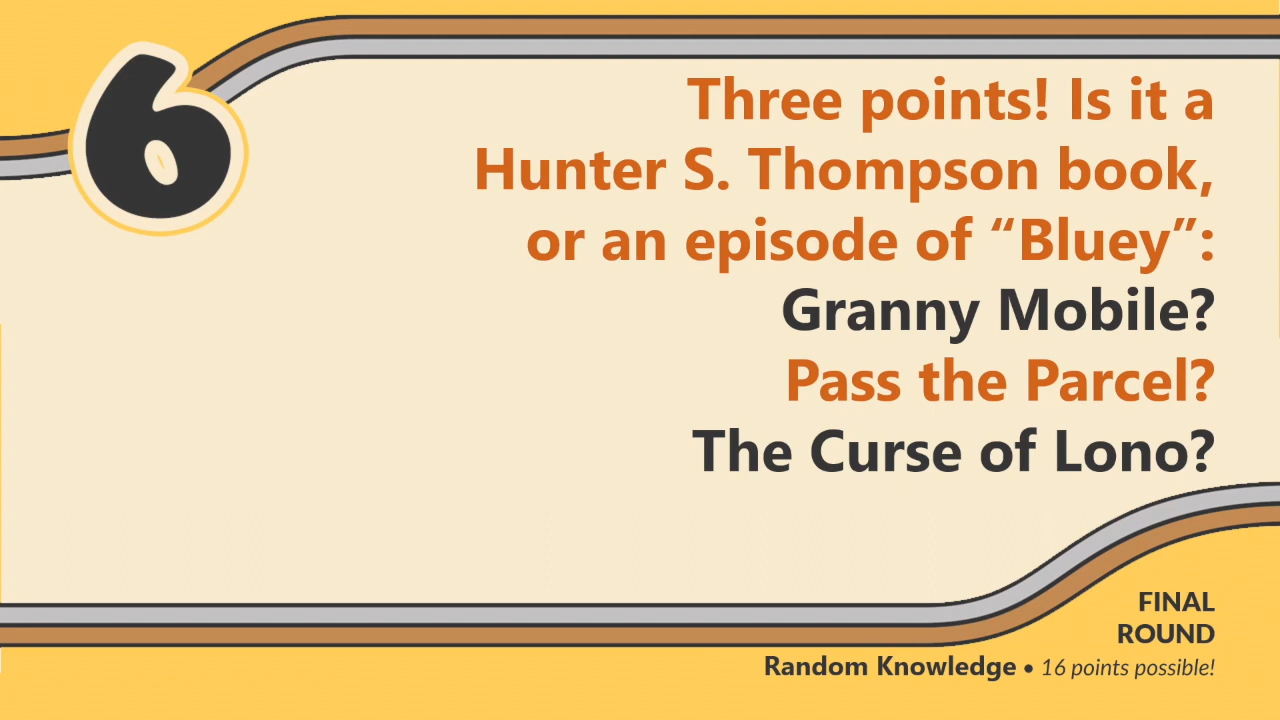 6
Three points! Is it a
Hunter S. Thompson book,
or an episode of “Bluey”:
Granny Mobile?
Pass the Parcel?
The Curse of Lono?
FINAL
ROUND
Random Knowledge • 16 points possible!